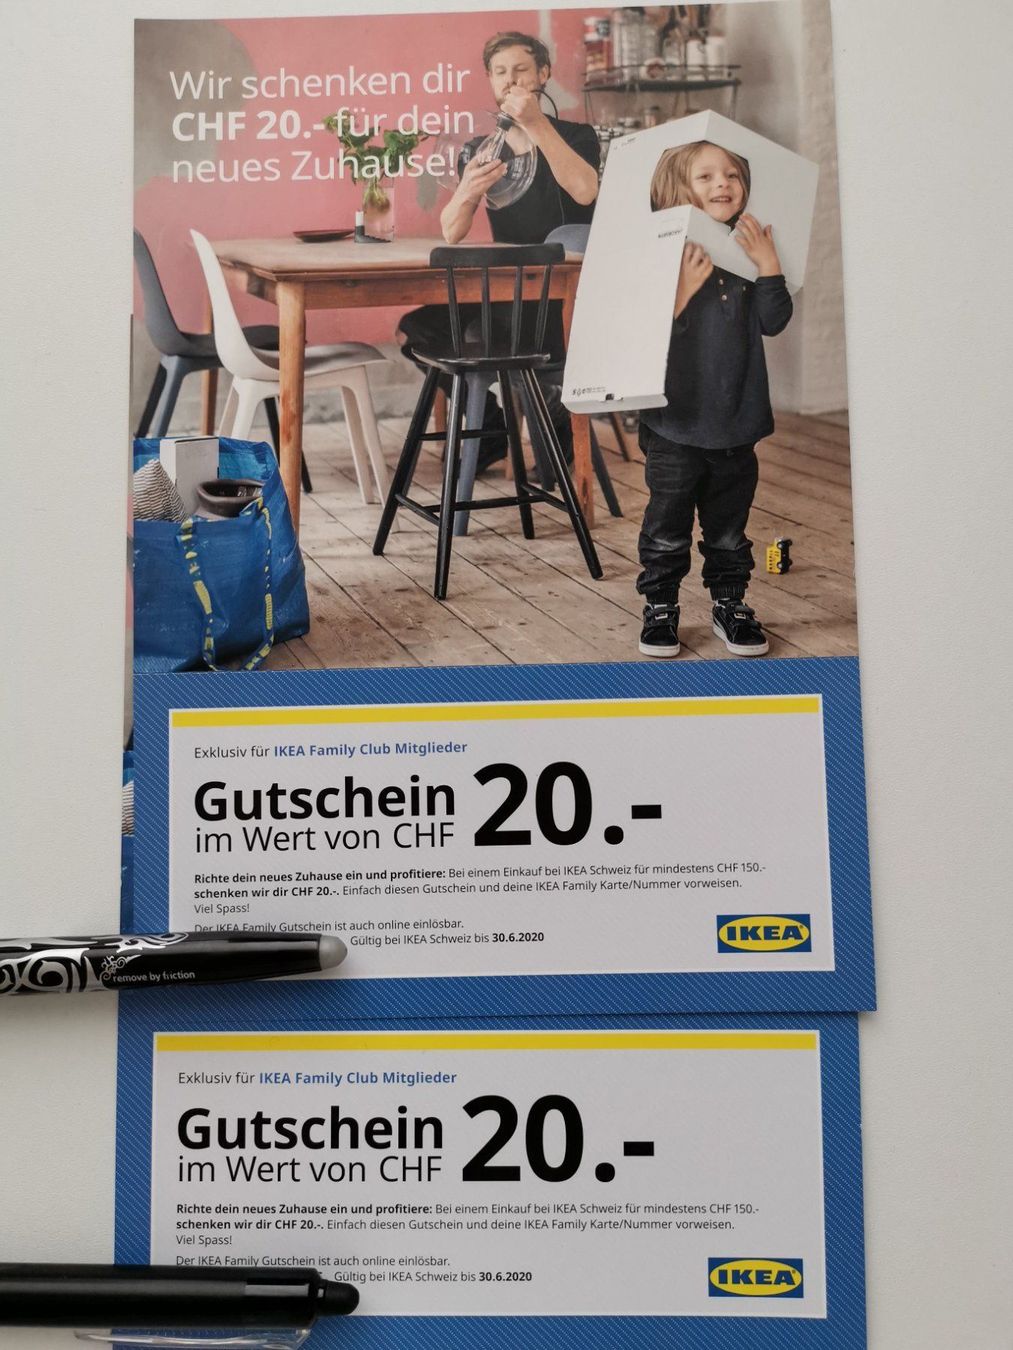 Wir schenken dir
CHF 20.- für dein
neues Zuhause!
Exklusiv für IKEA Family Club Mitglieder
Gutschein 20.-
im Wert von CHF
Richte dein neues Zuhause ein und profitiere: Bei einem Einkauf bei IKEA Schweiz für mindestens CHF 150.-
schenken wir dir CHF 20.-. Einfach diesen Gutschein und deine IKEA Family Karte/Nummer vorweisen.
Viel Spass!
Der IKEA Family Gutschein ist auch online einlösbar.
Gültig bei IKEA Schweiz bis 30.6.2020
IKEA
remove by friction
Exklusiv für IKEA Family Club Mitglieder
Gutschein 20.-
im Wert von CHF
Richte dein neues Zuhause ein und profitiere: Bei einem Einkauf bei IKEA Schweiz für mindestens CHF 150.-
schenken wir dir CHF 20.-. Einfach diesen Gutschein und deine IKEA Family Karte/Nummer vorweisen.
Viel Spass!
Der IKEA Family Gutschein ist auch online einlösbar.
Gültig bei IKEA Schweiz bis 30.6.2020
IKEA